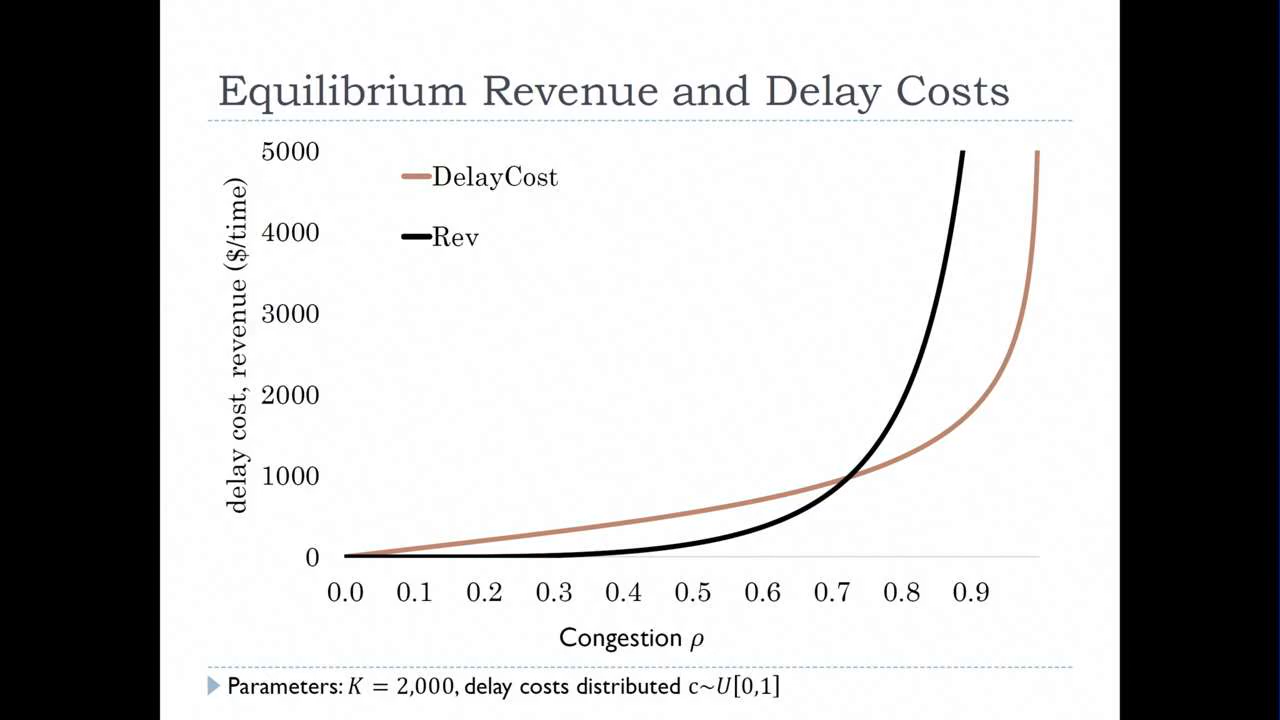 Equilibrium Revenue and Delay Costs
5000
4000
3000
2000
1000
0
delay cost, revenue ($/time)
DelayCost
Rev
0.0 0.1 0.2 0.3 0.4 0.5 0.6 0.7 0.8 0.9
Congestion ρ
Parameters: K = 2,000, delay costs distributed c~U[0,1]